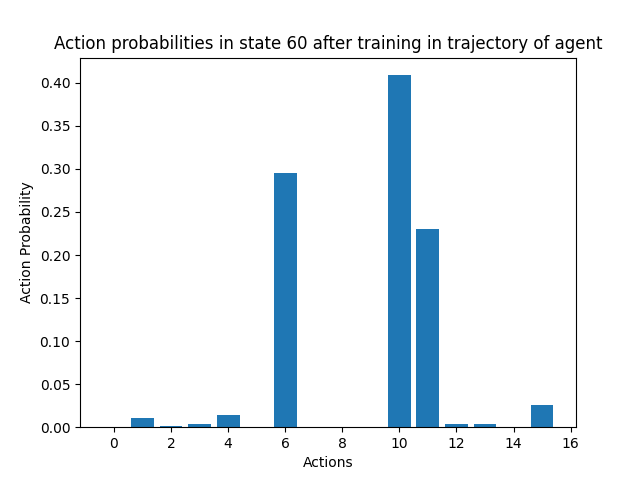 Action probabilities in state 60 after training in trajectory of agent
0.40
0.35
0.30
0.25
0.20
0.15
0.10
0.05
0.00
Action Probability
0 2 4 6 8 10 12 14 16
Actions